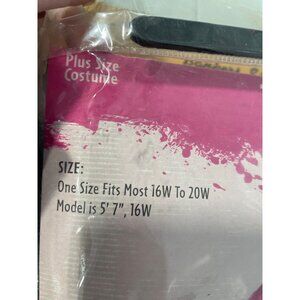 Plus Size
Costume
SIZE:
One Size Fits Most 16W To 20W
Model is 5' 7", 16W